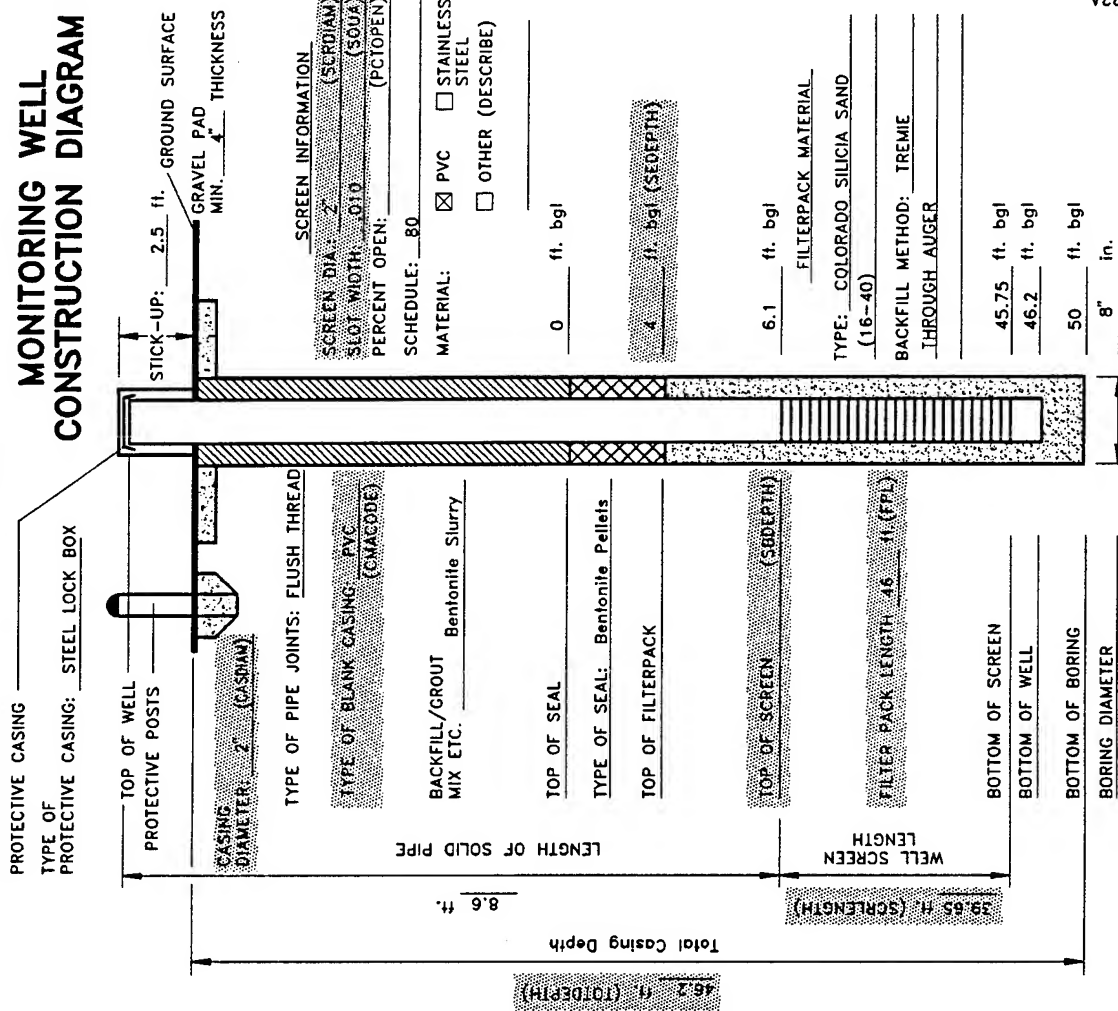 MONITORING WELL
CONSTRUCTION DIAGRAM
PROTECTIVE CASING
TYPE OF
PROTECTIVE CASING: STEEL LOCK BOX
TOP OF WELL
PROTECTIVE POSTS
STICK-UP: 2.5 ft.
GROUND SURFACE
GRAVEL PAD
MIN. 4" THICKNESS
CASING
DIAMETER: 2" (CASDIAM)
TYPE OF PIPE JOINTS: FLUSH THREAD
TYPE OF BLANK CASING: PVC
(CMACODE)
BACKFILL/GROUT
MIX ETC. Bentonite Slurry
SCREEN INFORMATION
SCREEN DIA.: 2" (SCRDIAM)
SLOT WIDTH: .010 (SOUA)
PERCENT OPEN: (PCTOPEN)
SCHEDULE: 80
MATERIAL: ☒ PVC ☐ STAINLESS
STEEL
☐ OTHER (DESCRIBE)
TOP OF SEAL 0 ft. bgl
TYPE OF SEAL: Bentonite Pellets
TOP OF FILTERPACK 4 ft. bgl (SEDEPTH)
TOP OF SCREEN (SBDEPTH) 6.1 ft. bgl
FILTER PACK LENGTH 46 ft.(FPL)
FILTERPACK MATERIAL
TYPE: COLORADO SILICIA SAND
(16-40)
BACKFILL METHOD: TREMIE
THROUGH AUGER
BOTTOM OF SCREEN 45.75 ft. bgl
BOTTOM OF WELL 46.2 ft. bgl
BOTTOM OF BORING 50 ft. bgl
BORING DIAMETER 8" in.
LENGTH OF SOLID PIPE
8.6 ft.
WELL SCREEN
LENGTH
39.65 ft. (SCRLENGTH)
Total Casing Depth
46.2 ft. (TOTDEPTH)